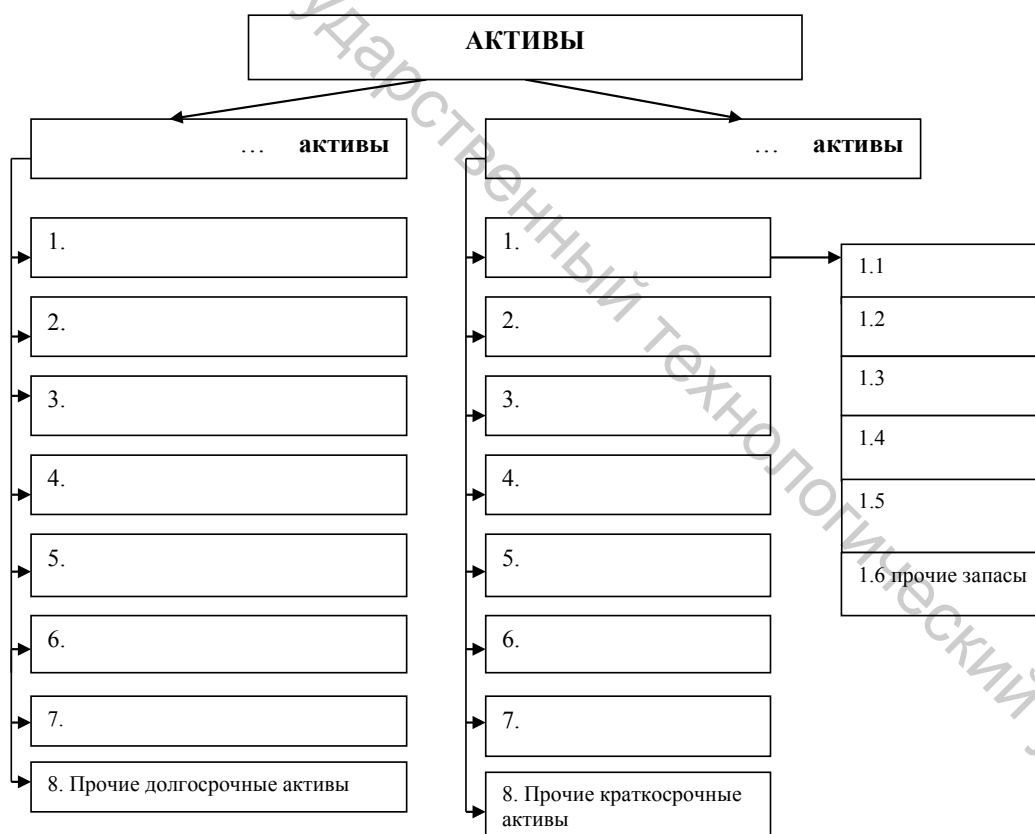 АКТИВЫ
… активы
1.
2.
3.
4.
5.
6.
7.
8. Прочие долгосрочные активы
… активы
1.
2.
3.
4.
5.
6.
7.
8. Прочие краткосрочные
активы
1.1
1.2
1.3
1.4
1.5
1.6 прочие запасы
ударственный технологический